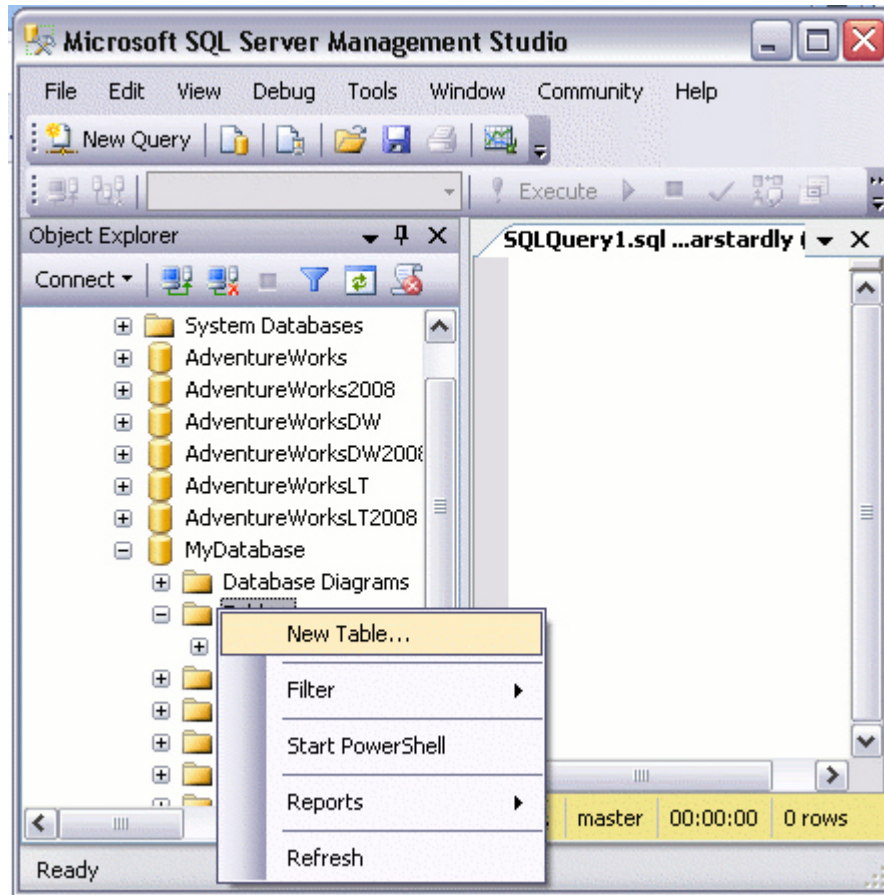 Microsoft SQL Server Management Studio
File Edit View Debug Tools Window Community Help
New Query
Execute
Object Explorer
SQLQuery1.sql ...arstardly (
Connect
System Databases
AdventureWorks
AdventureWorks2008
AdventureWorksDW
AdventureWorksDW2008
AdventureWorksLT
AdventureWorksLT2008
MyDatabase
Database Diagrams
New Table...
Filter
Start PowerShell
Reports
Refresh
master 00:00:00 0 rows
Ready